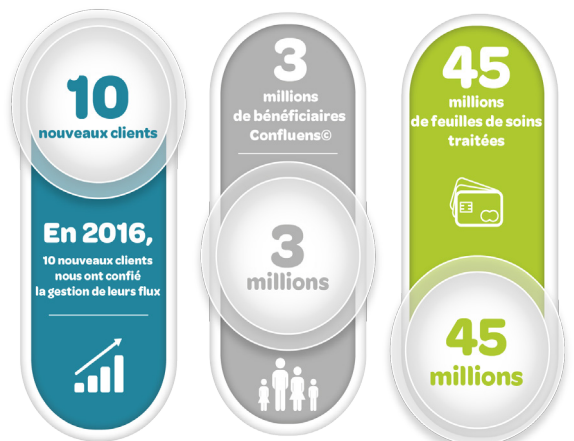 10
nouveaux clients
En 2016,
10 nouveaux clients
nous ont confié
la gestion de leurs flux
3
millions
de bénéficiaires
Confluens©
3
millions
45
millions
de feuilles de soins
traitées
45
millions